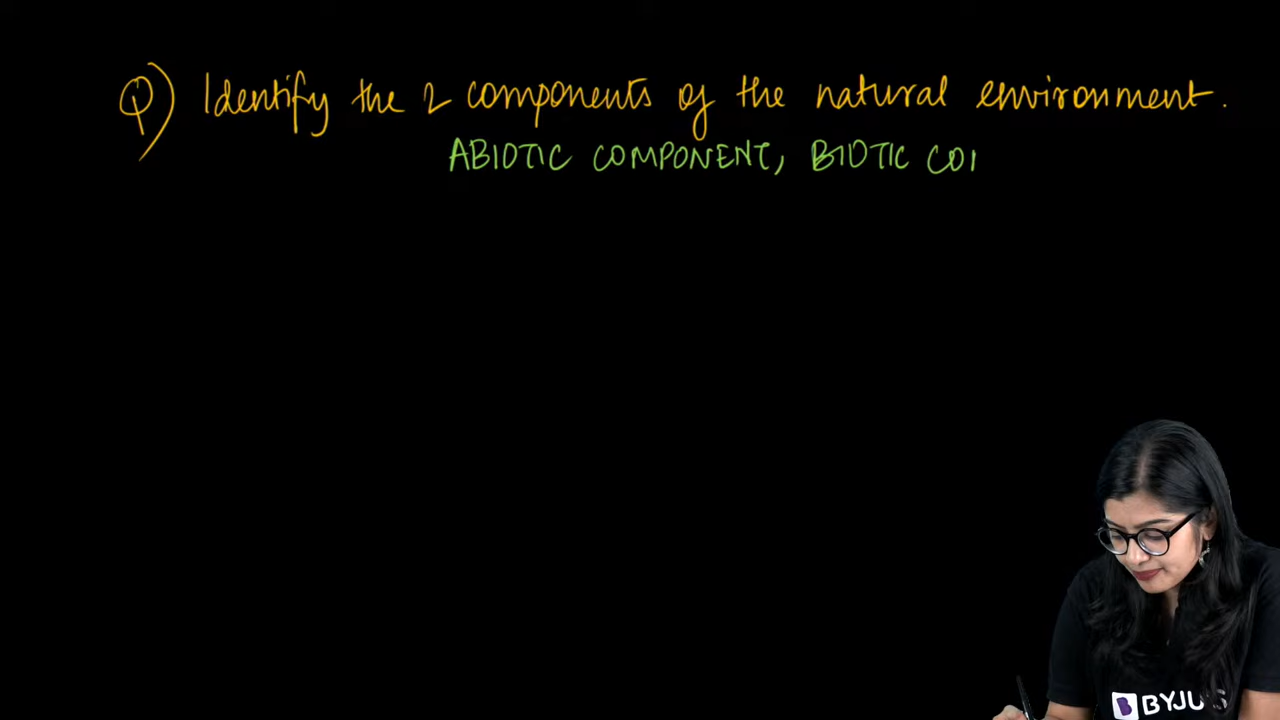 Q) Identify the 2 components of the natural environment.
ABIOTIC COMPONENT, BIOTIC CO
BYJU'S